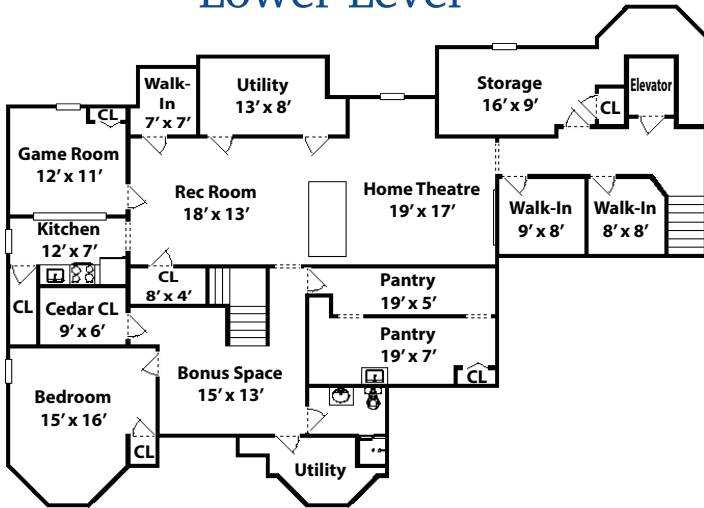 Lower Level
Walk-
In
7' x 7'
Utility
13' x 8'
Storage
16' x 9'
CL
Elevator
CL
Game Room
12' x 11'
Rec Room
18' x 13'
Home Theatre
19' x 17'
Walk-In
9' x 8'
Walk-In
8' x 8'
Kitchen
12' x 7'
CL
8' x 4'
Pantry
19' x 5'
CL
Cedar CL
9' x 6'
Pantry
19' x 7'
CL
Bonus Space
15' x 13'
Bedroom
15' x 16'
CL
Utility